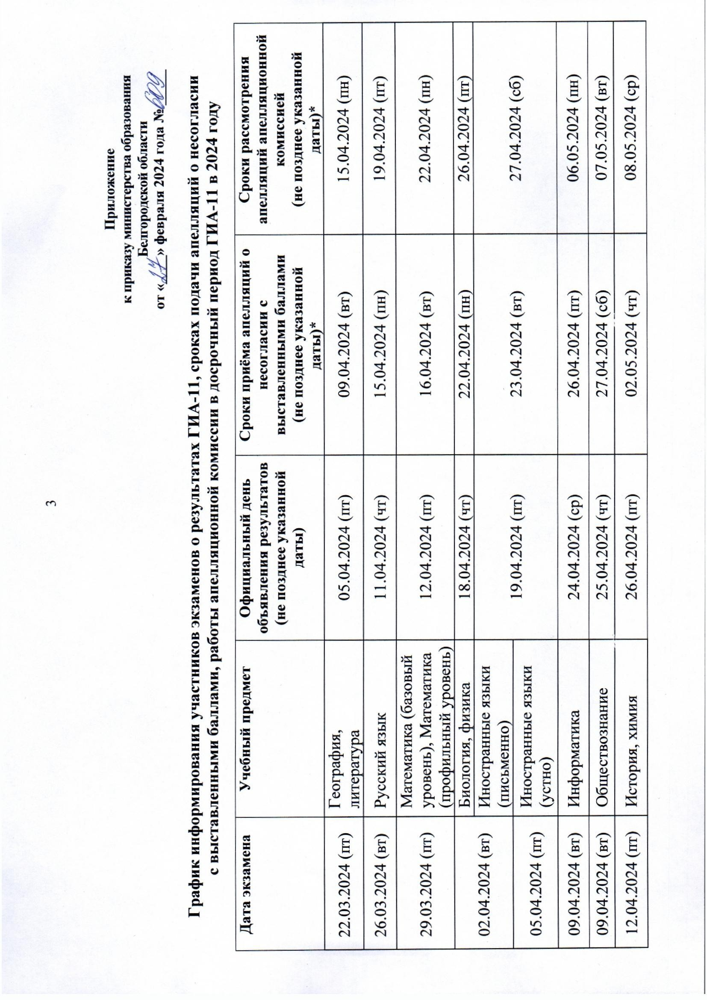 3
Приложение
к приказу министерства образования
Белгородской области
от «27» февраля 2024 года №609
График информирования участников экзаменов о результатах ГИА-11, сроках подачи апелляций о несогласии
с выставленными баллами, работы апелляционной комиссии в досрочный период ГИА-11 в 2024 году
Дата экзамена
Учебный предмет
Официальный день
объявления результатов
(не позднее указанной
даты)
Сроки приёма апелляций о
несогласии с
выставленными баллами
(не позднее указанной
даты)*
Сроки рассмотрения
апелляций апелляционной
комиссией
(не позднее указанной
даты)*
22.03.2024 (пт)
География,
литература
05.04.2024 (пт)
09.04.2024 (вт)
15.04.2024 (пн)
26.03.2024 (вт)
Русский язык
11.04.2024 (чт)
15.04.2024 (пн)
19.04.2024 (пт)
29.03.2024 (пт)
Математика (базовый
уровень), Математика
(профильный уровень)
12.04.2024 (пт)
16.04.2024 (вт)
22.04.2024 (пн)
02.04.2024 (вт)
Биология, физика
18.04.2024 (чт)
22.04.2024 (пн)
26.04.2024 (пт)
Иностранные языки
(письменно)
19.04.2024 (пт)
23.04.2024 (вт)
27.04.2024 (сб)
05.04.2024 (пт)
Иностранные языки
(устно)
09.04.2024 (вт)
Информатика
24.04.2024 (ср)
26.04.2024 (пт)
06.05.2024 (пн)
09.04.2024 (вт)
Обществознание
25.04.2024 (чт)
27.04.2024 (сб)
07.05.2024 (вт)
12.04.2024 (пт)
История, химия
26.04.2024 (пт)
02.05.2024 (чт)
08.05.2024 (ср)